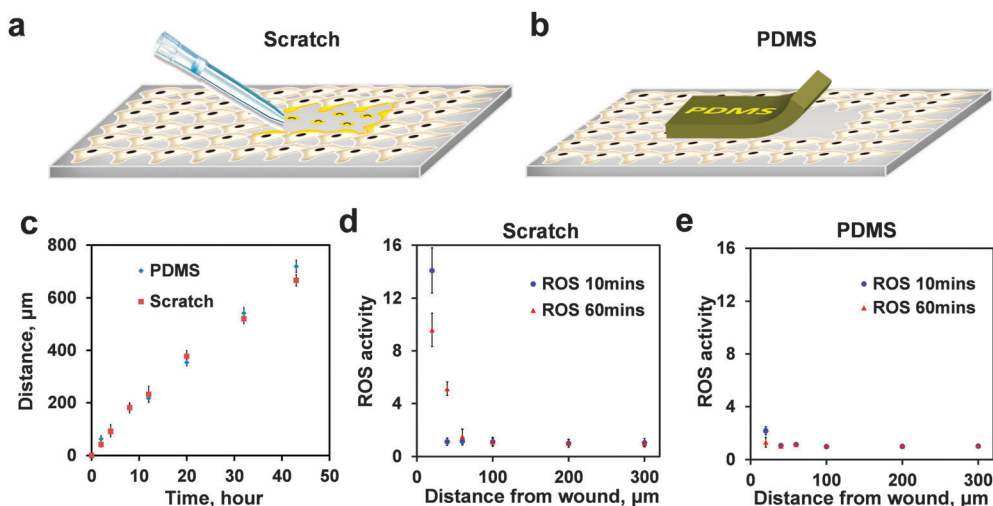 a
Scratch
b
PDMS
PDMS
c
800
600
400
200
0
Distance, µm
PDMS
Scratch
0
10
20
30
40
50
Time, hour
d
Scratch
16
12
8
4
0
ROS activity
ROS 10mins
ROS 60mins
0
100
200
300
Distance from wound, µm
e
PDMS
16
12
8
4
0
ROS activity
ROS 10mins
ROS 60mins
0
100
200
300
Distance from wound, µm